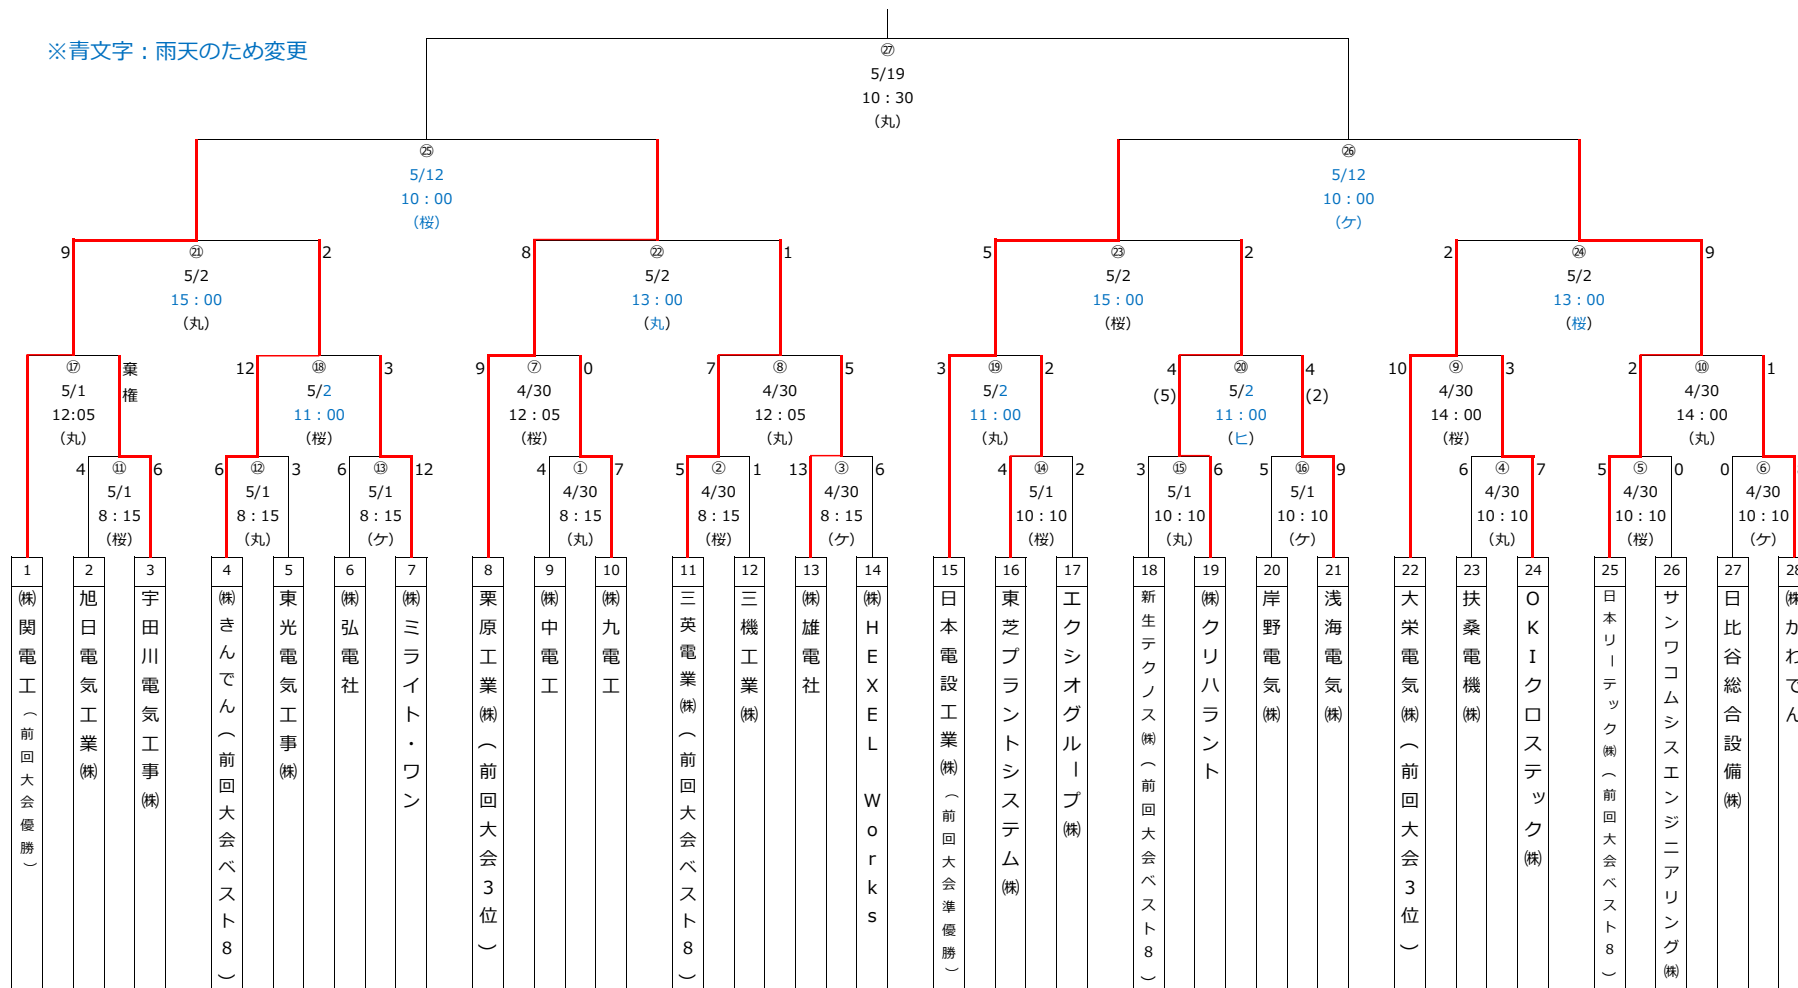 ※青文字：雨天のため変更
㉗
5/19
10：30
（丸）
㉕
5/12
10：00
（桜）
㉖
5/12
10：00
（ケ）
9 ㉑ 2
5/2
15：00
（丸）
8 ㉒ 1
5/2
13：00
（丸）
5 ㉓ 2
5/2
15：00
（桜）
2 ㉔ 9
5/2
13：00
（桜）
⑰ 棄権
5/1
12:05
（丸）
12 ⑱ 3
5/2
11：00
（桜）
9 ⑦ 0
4/30
12：05
（桜）
7 ⑧ 5
4/30
12：05
（丸）
3 ⑲ 2
5/2
11：00
（丸）
4 ⑳ 4
(5) 5/2 (2)
11：00
（ヒ）
10 ⑨ 3
4/30
14：00
（桜）
2 ⑩ 1
4/30
14：00
（丸）
4 ⑪ 6
5/1
8：15
（桜）
6 ⑫ 3
5/1
8：15
（丸）
6 ⑬ 12
5/1
8：15
（ケ）
4 ① 7
4/30
8：15
（丸）
5 ② 1
4/30
8：15
（桜）
13 ③ 6
4/30
8：15
（ケ）
4 ⑭ 2
5/1
10：10
（桜）
3 ⑮ 6
5/1
10：10
（丸）
5 ⑯ 9
5/1
10：10
（ケ）
6 ④ 7
4/30
10：10
（丸）
5 ⑤ 0
4/30
10：10
（桜）
0 ⑥
4/30
10：10
（ケ）
1 ㈱関電工（前回大会優勝）
2 旭日電気工業㈱
3 宇田川電気工事㈱
4 ㈱きんでん（前回大会ベスト8）
5 東光電気工事㈱
6 ㈱弘電社
7 ㈱ミライト・ワン
8 栗原工業㈱（前回大会3位）
9 ㈱中電工
10 ㈱九電工
11 三英電業㈱（前回大会ベスト8）
12 三機工業㈱
13 ㈱雄電社
14 ㈱HEXEL Works
15 日本電設工業㈱（前回大会準優勝）
16 東芝プラントシステム㈱
17 エクシオグループ㈱
18 新生テクノス㈱（前回大会ベスト8）
19 ㈱クリハラント
20 岸野電気㈱
21 浅海電気㈱
22 大栄電気㈱（前回大会3位）
23 扶桑電機㈱
24 OKIクロステック㈱
25 日本リーテック㈱（前回大会ベスト8）
26 サンワコムシスエンジニアリング㈱
27 日比谷総合設備㈱
28 ㈱かわでん